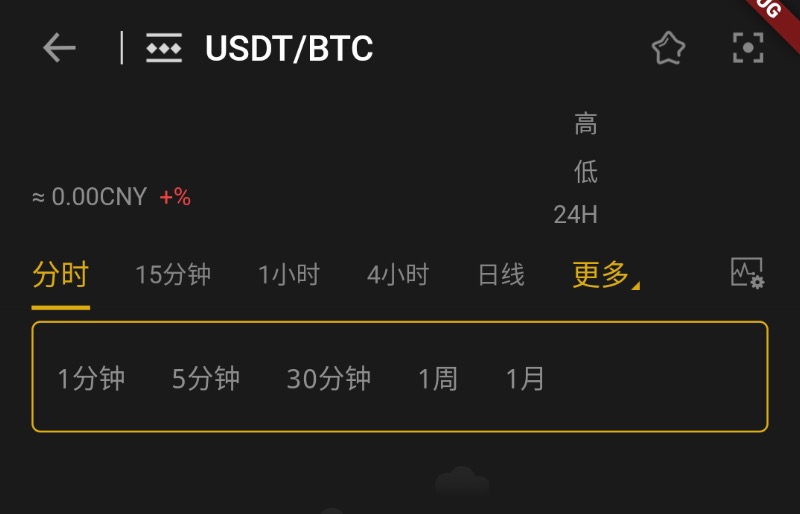 USDT/BTC
高
低
≈ 0.00CNY +%
24H
分时 15分钟 1小时 4小时 日线 更多
1分钟 5分钟 30分钟 1周 1月